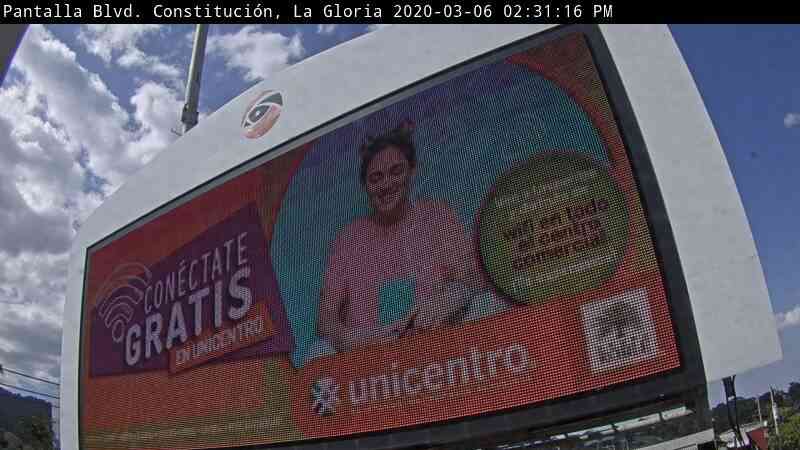 Pantalla Blvd. Constitución, La Gloria 2020-03-06 02:31:16 PM
CONÉCTATE
GRATIS
EN UNICENTRO
wifi en todo
el centro
comercial
unicentro